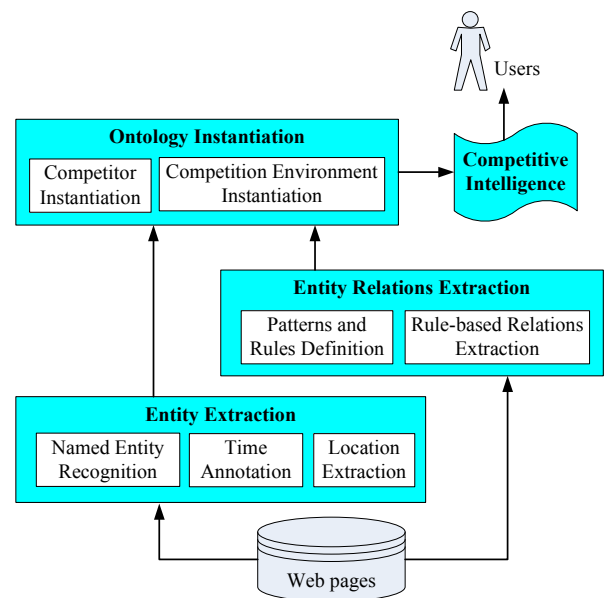 Users
Ontology Instantiation
Competitor
Instantiation
Competition Environment
Instantiation
Competitive
Intelligence
Entity Relations Extraction
Patterns and
Rules Definition
Rule-based Relations
Extraction
Entity Extraction
Named Entity
Recognition
Time
Annotation
Location
Extraction
Web pages